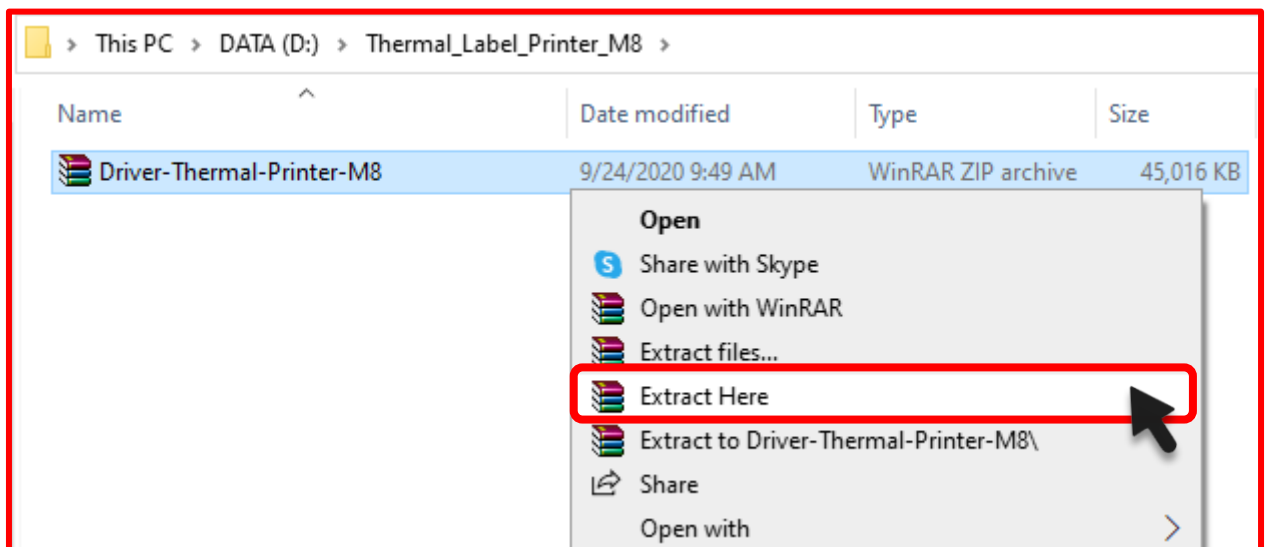 This PC > DATA (D:) > Thermal_Label_Printer_M8 >
Name Date modified Type Size
Driver-Thermal-Printer-M8 9/24/2020 9:49 AM WinRAR ZIP archive 45,016 KB
Open
S Share with Skype
Open with WinRAR
Extract files...
Extract Here
Extract to Driver-Thermal-Printer-M8\
Share
Open with >